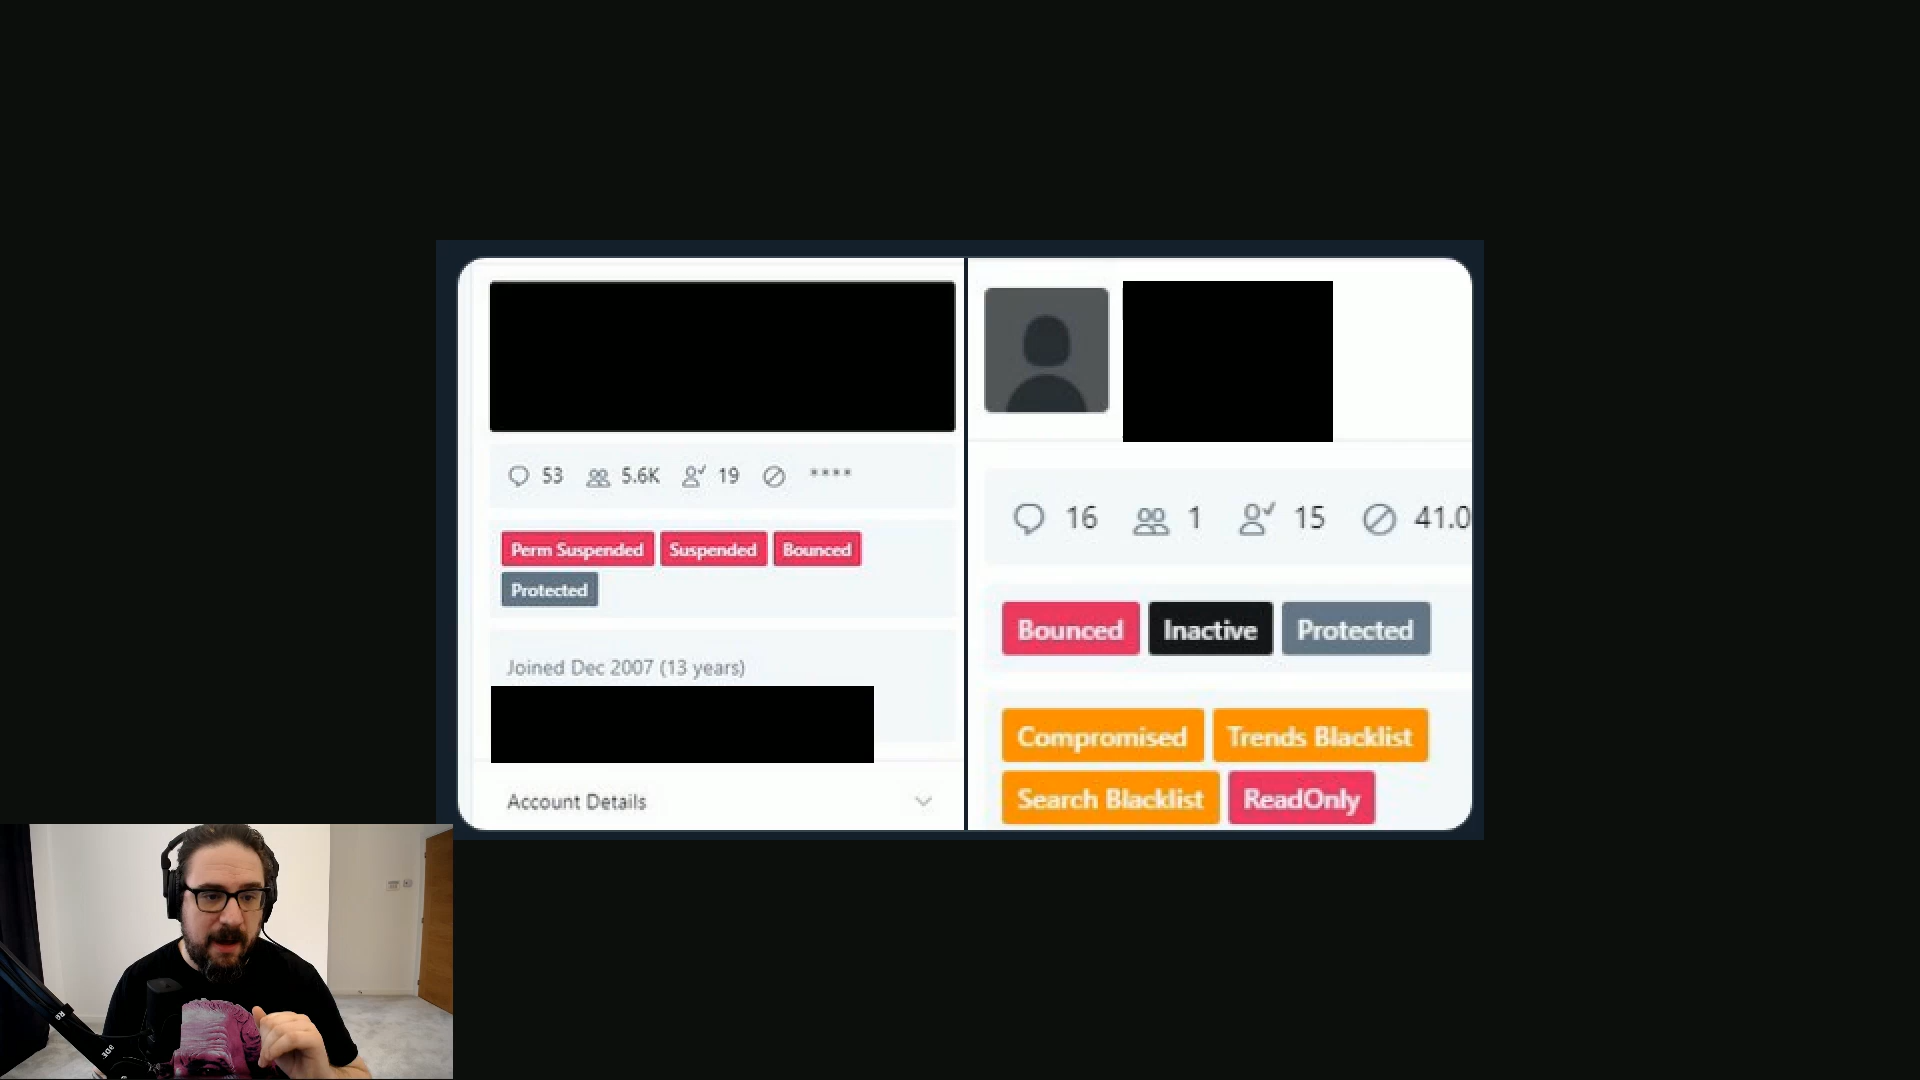 53 5.6K 19 ****
Perm Suspended Suspended Bounced
Protected
Joined Dec 2007 (13 years)
Account Details
16 1 15 41.0
Bounced Inactive Protected
Compromised Trends Blacklist
Search Blacklist ReadOnly